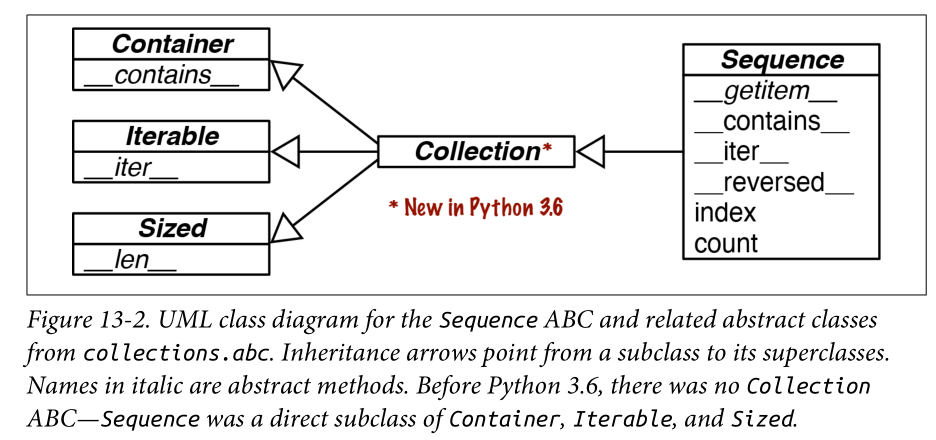 Container
__contains__
Iterable
__iter__
Sized
__len__
Collection*
* New in Python 3.6
Sequence
__getitem__
__contains__
__iter__
__reversed__
index
count
Figure 13-2. UML class diagram for the Sequence ABC and related abstract classes
from collections.abc. Inheritance arrows point from a subclass to its superclasses.
Names in italic are abstract methods. Before Python 3.6, there was no Collection
ABC—Sequence was a direct subclass of Container, Iterable, and Sized.